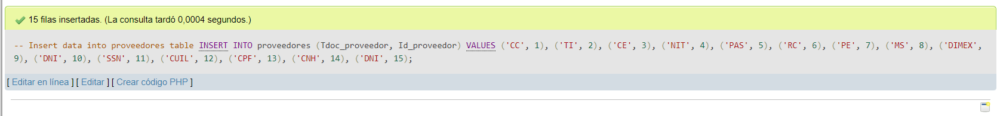 15 filas insertadas. (La consulta tardó 0,0004 segundos.)
-- Insert data into proveedores table INSERT INTO proveedores (Tdoc_proveedor, Id_proveedor) VALUES ('CC', 1), ('TI', 2), ('CE', 3), ('NIT', 4), ('PAS', 5), ('RC', 6), ('PE', 7), ('MS', 8), ('DIMEX',
9), ('DNI', 10), ('SSN', 11), ('CUIL', 12), ('CPF', 13), ('CNH', 14), ('DNI', 15);
[ Editar en línea ] [ Editar ] [ Crear código PHP ]